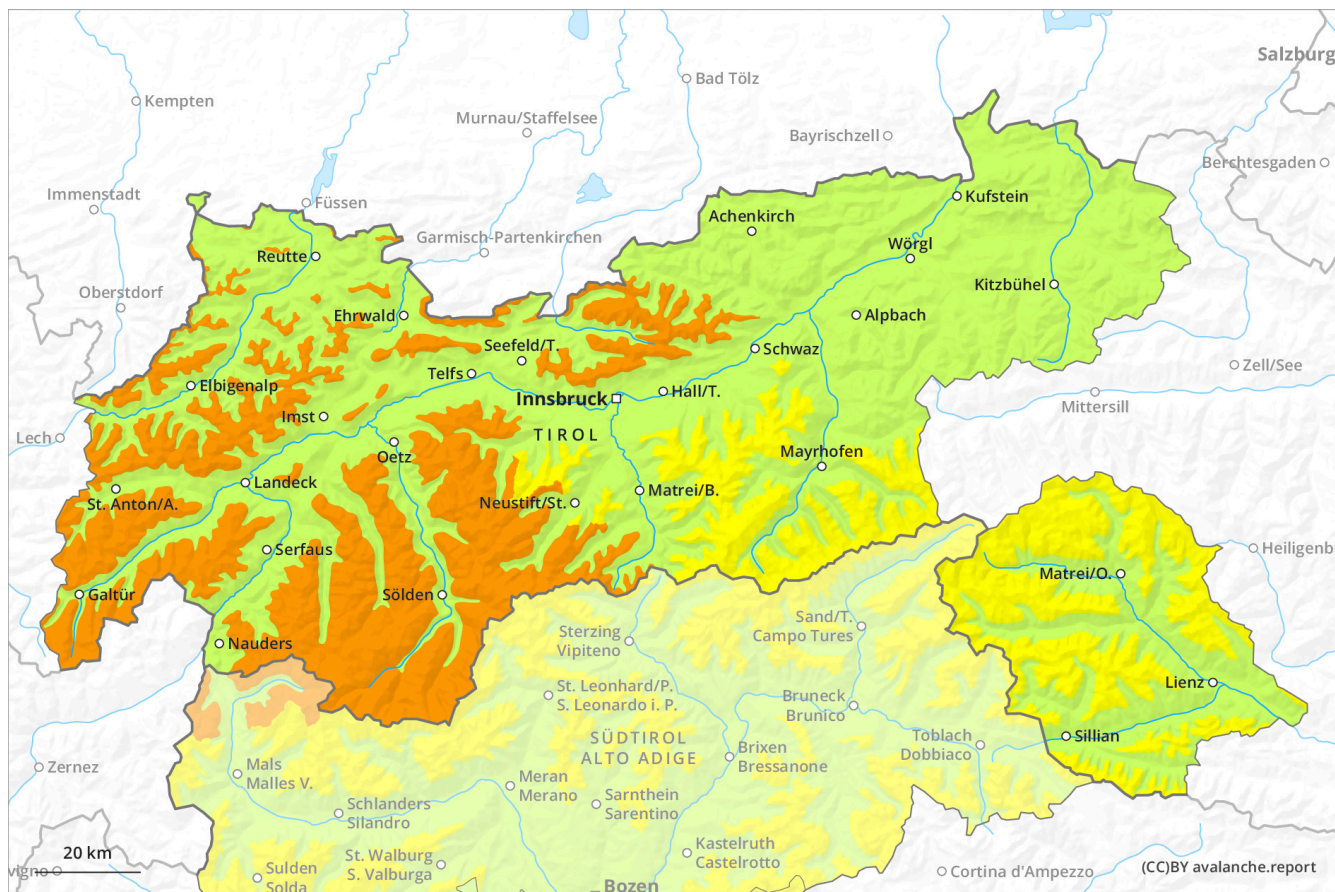 Salzburg
Bad Tölz
Kempten
Murnau/Staffelsee
Bayrischzell
Berchtesgaden
Immenstadt
Füssen
Kufstein
Achenkirch
Garmisch-Partenkirchen
Wörgl
Reutte
Kitzbühel
Oberstdorf
Ehrwald
Alpbach
Seefeld/T.
Schwaz
Zell/See
Telfs
Elbigenalp
Hall/T.
Innsbruck
Mittersill
Imst
TIROL
Lech
Mayrhofen
Oetz
Landeck
Matrei/B.
St. Anton/A.
Neustift/St.
Serfaus
Heiligenb
Matrei/O.
Galtür
Sölden
Sand/T.
Campo Tures
Sterzing
Vipiteno
Nauders
Lienz
St. Leonhard/P.
S. Leonardo i. P.
Bruneck
Brunico
Sillian
SÜDTIROL
ALTO ADIGE
Toblach
Dobbiaco
Brixen
Bressanone
Zernez
Mals
Malles V.
Meran
Merano
Sarnthein
Sarentino
Schlanders
Silandro
Kastelruth
Castelrotto
20 km
St. Walburg
S. Valburga
vigno
Sulden
Solda
Cortina d'Ampezzo
(CC)BY avalanche.report
Bozen